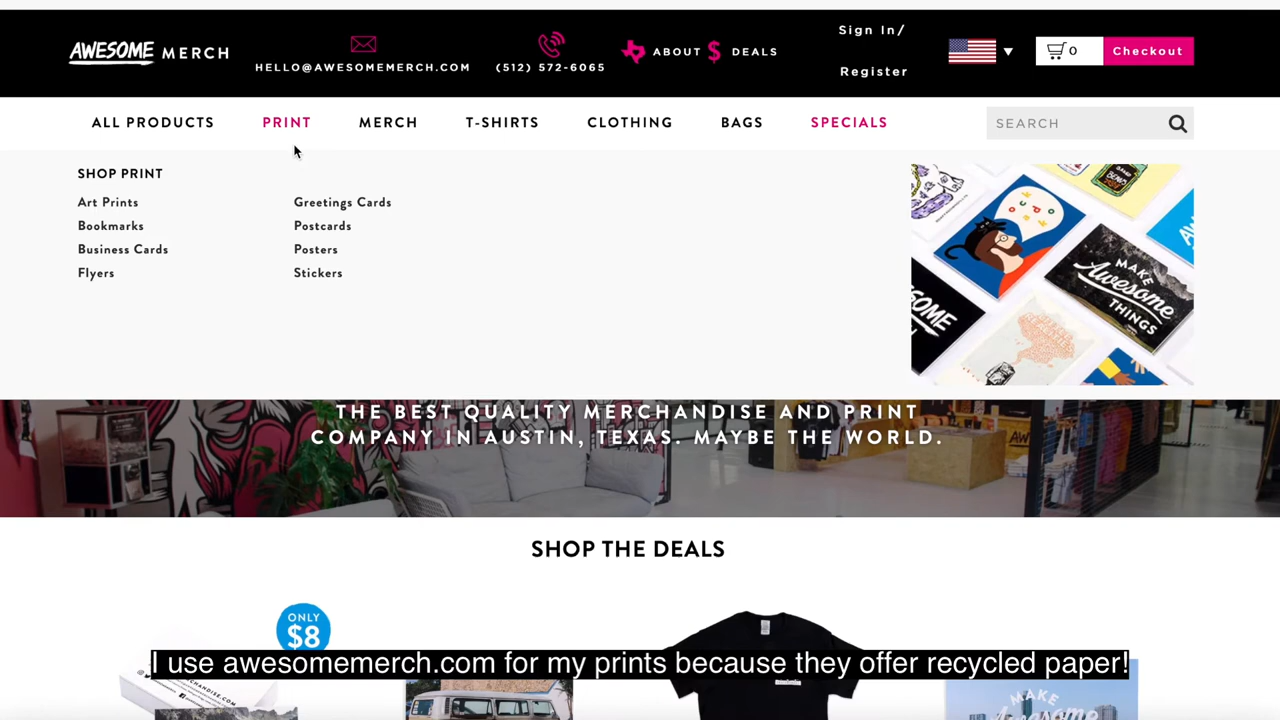 AWESOME MERCH
HELLO@AWESOMEMERCH.COM
(512) 572-6065
ABOUT
$ DEALS
Sign In/
Register
0
Checkout
ALL PRODUCTS
PRINT
MERCH
T-SHIRTS
CLOTHING
BAGS
SPECIALS
SEARCH
SHOP PRINT
Art Prints
Greetings Cards
Bookmarks
Postcards
Business Cards
Posters
Flyers
Stickers
MAKE
Awesome
THINGS
THE BEST QUALITY MERCHANDISE AND PRINT
COMPANY IN AUSTIN, TEXAS. MAYBE THE WORLD.
SHOP THE DEALS
ONLY
$8
I use awesomemerch.com for my prints because they offer recycled paper!
MAKE
Awesome